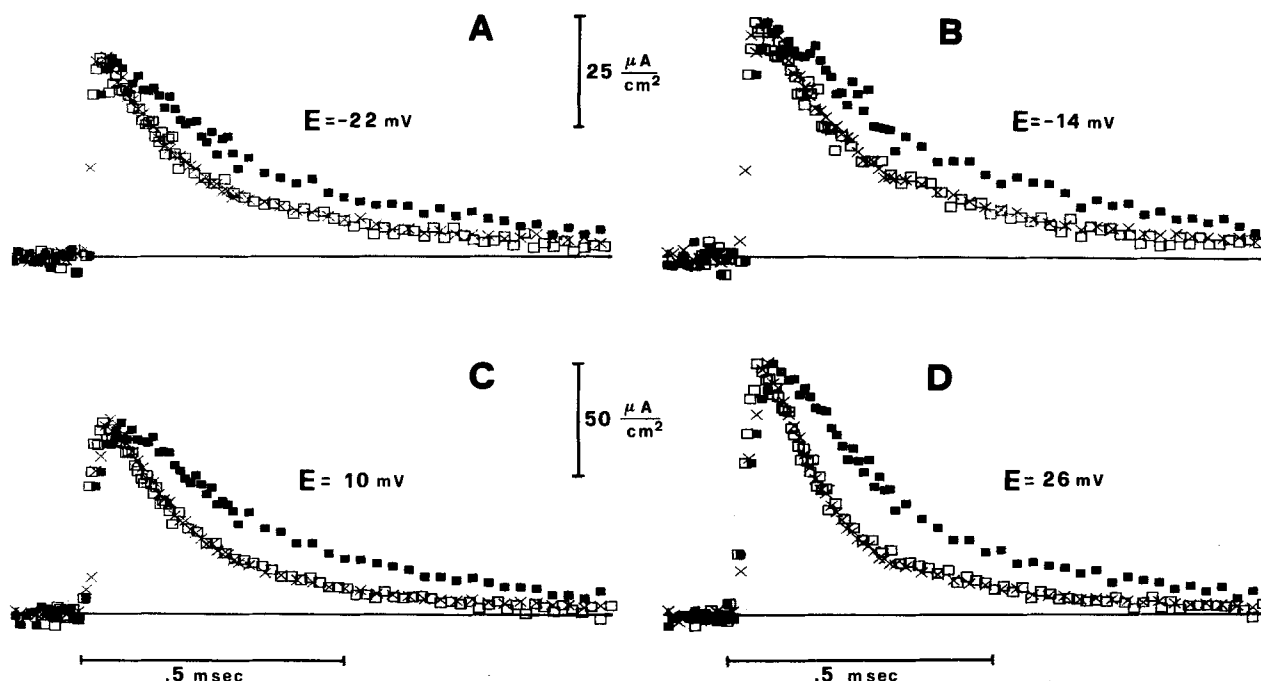 A
25 μA
cm2
E=-22 mV
B
E=-14 mV
C
50 μA
cm2
E= 10 mV
D
E= 26 mV
.5 msec
.5 msec